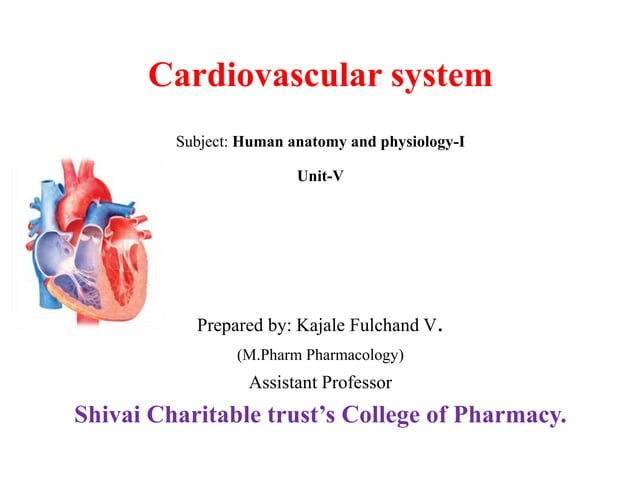 Cardiovascular system
Subject: Human anatomy and physiology-I
Unit-V
Prepared by: Kajale Fulchand V.
(M.Pharm Pharmacology)
Assistant Professor
Shivai Charitable trust’s College of Pharmacy.